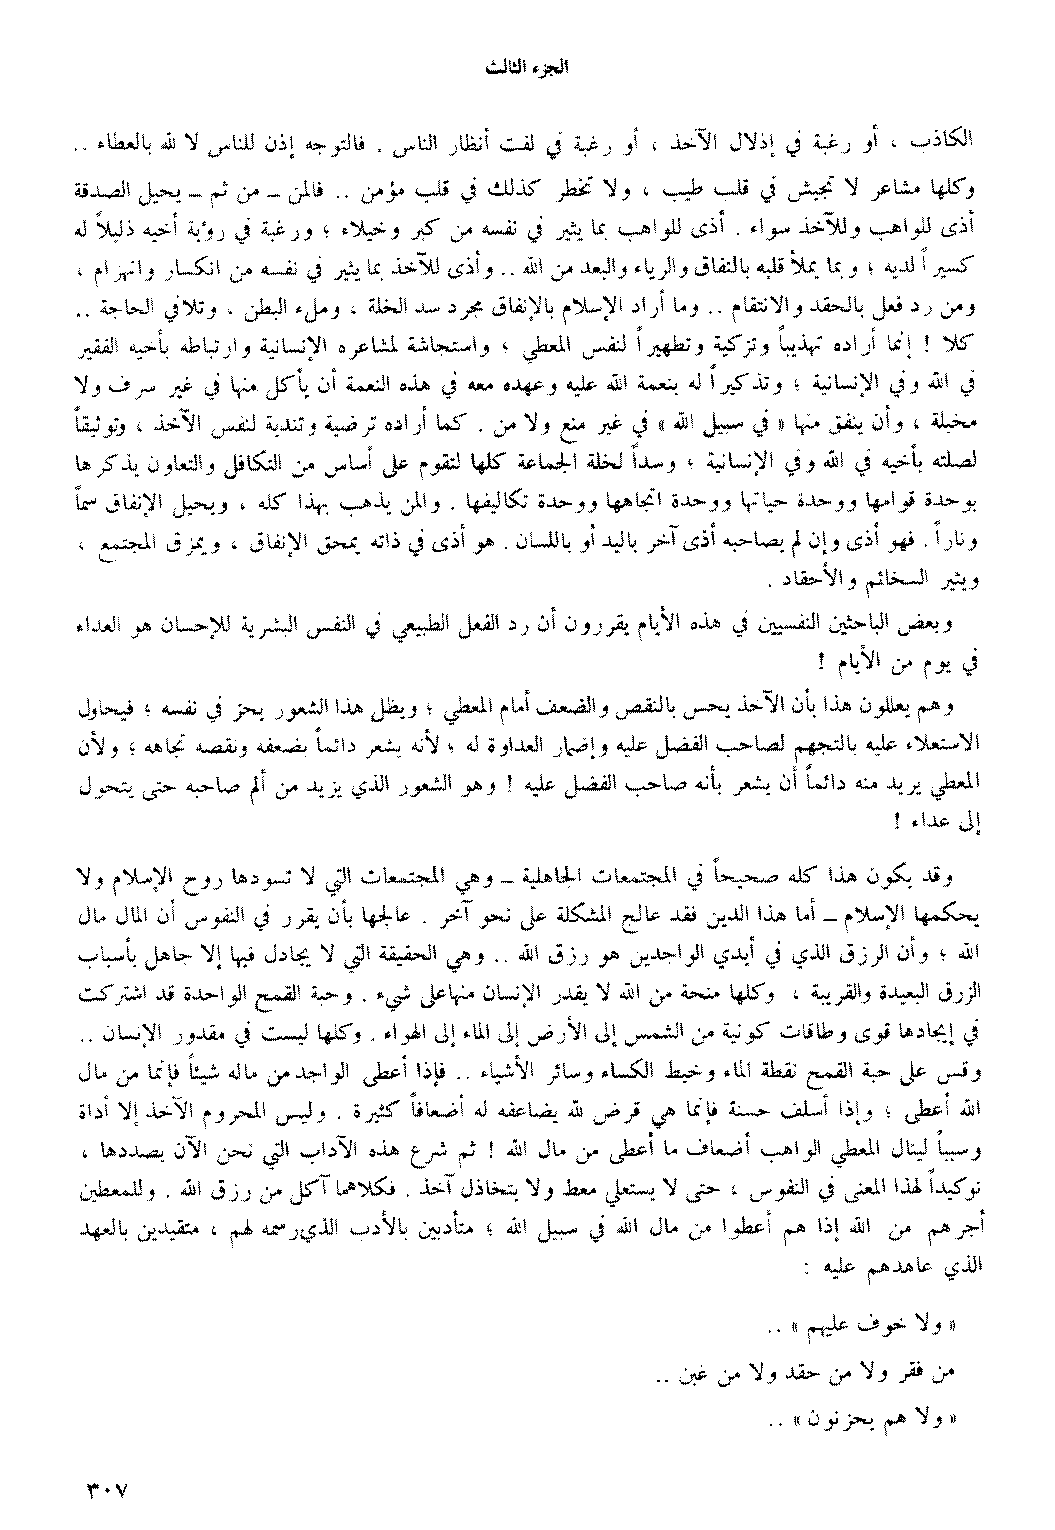 الجزء الثالث
الكاذب ، أو رغبة في إذلال الآخذ ، أو رغبة في لفت أنظار الناس . فالتوجه إذن للناس لا لله بالعطاء ..
وكلها مشاعر لا تجيش في قلب طيب ، ولا تخطر كذلك في قلب مؤمن .. فالمن – من ثم – يحيل الصدقة
أذى للواهب وللآخذ سواء . أذى للواهب بما يثير في نفسه من كبر وخيلاء ؛ ورغبة في رؤية أخيه ذليلاً له
كسيراً لديه ؛ وبما يملأ قلبه بالنفاق والرياء والبعد من الله .. وأذى للآخذ بما يثير في نفسه من انكسار وانهزام ،
ومن رد فعل بالحقد والانتقام .. وما أراد الإسلام بالإنفاق مجرد سد الخلة ، وملء البطن ، وتلافي الحاجة ..
كلا ! إنما أراده تهذيباً وتزكية وتطهيراً لنفس المعطي ؛ واستجاشة لمشاعره الإنسانية وارتباطه بأخيه الفقير
في الله وفي الإنسانية ؛ وتذكيراً له بنعمة الله عليه وعهده معه في هذه النعمة أن يأكل منها في غير سرف ولا
مخيلة ، وأن ينفق منها « في سبيل الله » في غير منع ولا من . كما أراده ترضية وتندية لنفس الآخذ ، وتوثيقاً
لصلته بأخيه في الله وفي الإنسانية ؛ وسداً لخلة الجماعة كلها لتقوم على أساس من التكافل والتعاون يذكرها
بوحدة قوامها ووحدة حياتها ووحدة اتجاهها ووحدة تكاليفها . والمن يذهب بهذا كله ، ويحيل الإنفاق سماً
وناراً . فهو أذى وإن لم يصاحبه أذى آخر باليد أو باللسان . هو أذى في ذاته يمحق الإنفاق ، ويمزق المجتمع ،
ويثير السخائم والأحقاد .
وبعض الباحثين النفسيين في هذه الأيام يقررون أن رد الفعل الطبيعي في النفس البشرية للإحسان هو العداء
في يوم من الأيام !
وهم يعللون هذا بأن الآخذ يحس بالنقص والضعف أمام المعطي ؛ ويظل هذا الشعور يحز في نفسه ؛ فيحاول
الاستعلاء عليه بالتجهم لصاحب الفضل عليه وإضمار العداوة له ؛ لأنه يشعر دائماً بضعفه ونقصه تجاهه ؛ ولأن
المعطي يريد منه دائماً أن يشعر بأنه صاحب الفضل عليه ! وهو الشعور الذي يزيد من ألم صاحبه حتى يتحول
إلى عداء !
وقد يكون هذا كله صحيحاً في المجتمعات الجاهلية – وهي المجتمعات التي لا تسودها روح الإسلام ولا
يحكمها الإسلام – أما هذا الدين فقد عالج المشكلة على نحو آخر . عالجها بأن يقرر في النفوس أن المال مال
الله ؛ وأن الرزق الذي في أيدي الواجدين هو رزق الله .. وهي الحقيقة التي لا يجادل فيها إلا جاهل بأسباب
الرزق البعيدة والقريبة ، وكلها منحة من الله لا يقدر الإنسان منها على شيء . وحبة القمح الواحدة قد اشتركت
في إيجادها قوى وطاقات كونية من الشمس إلى الأرض إلى الماء إلى الهواء . وكلها ليست في مقدور الإنسان ..
وقس على حبة القمح نقطة الماء وخيط الكساء وسائر الأشياء .. فإذا أعطى الواجد من ماله شيئاً فإنما من مال
الله أعطى ؛ وإذا أسلف حسنة فإنما هي قرض لله يضاعفه له أضعافاً كثيرة . وليس المحروم الآخذ إلا أداة
وسبباً لينال المعطي الواهب أضعاف ما أعطى من مال الله ! ثم شرع هذه الآداب التي نحن الآن بصددها ،
توكيداً لهذا المعنى في النفوس ، حتى لا يستعلي معط ولا يتخاذل آخذ . فكلاهما آكل من رزق الله . وللمعطين
أجرهم من الله إذا هم أعطوا من مال الله في سبيل الله ؛ متأدبين بالأدب الذي رسمه لهم ، متقيدين بالعهد
الذي عاهدهم عليه :
« ولا خوف عليهم » ..
من فقر ولا من حقد ولا من غبن ..
« ولا هم يحزنون » ..
٣٠٧